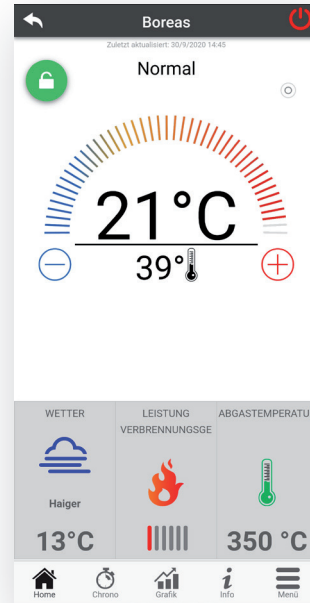 Boreas
Zuletzt aktualisiert: 30/9/2020 14:45
Normal
21°C
39°
WETTER
LEISTUNG
VERBRENNUNGSGE
ABGASTEMPERATU
Haiger
13°C
350 °C
Home
Chrono
Grafik
Info
Menü